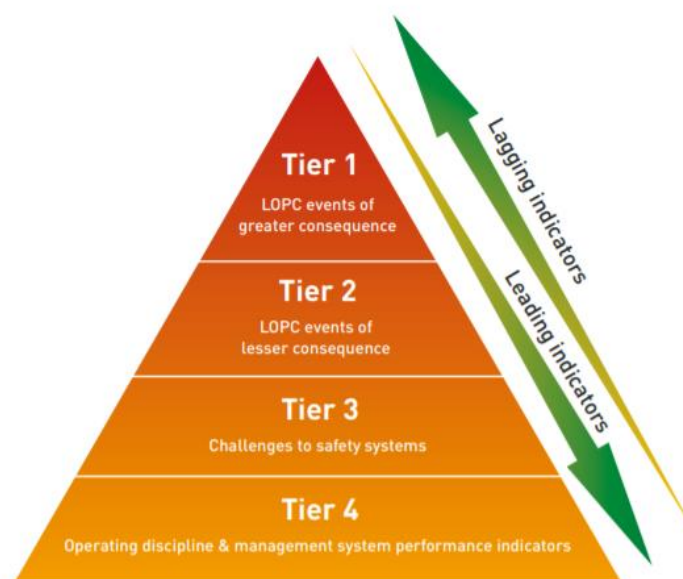 Tier 1
LOPC events of
greater consequence
Tier 2
LOPC events of
lesser consequence
Tier 3
Challenges to safety systems
Tier 4
Operating discipline & management system performance indicators
Lagging indicators
Leading indicators